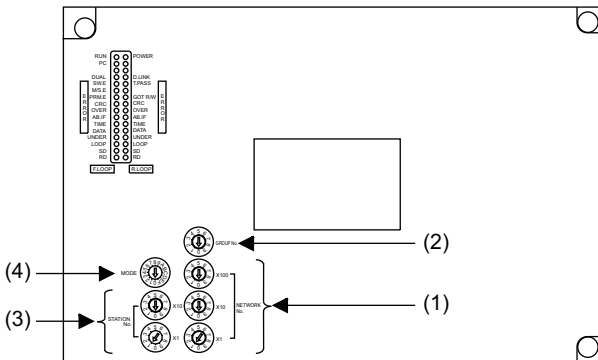 RUN POWER
PC
DUAL D.LINK
SW.E T.PASS
M/S.E
PRM.E GOT R/W
CRC CRC
OVER OVER
AB.IF AB.IF
TIME TIME
DATA DATA
UNDER UNDER
LOOP LOOP
SD SD
RD RD
ERROR
ERROR
F.LOOP R.LOOP
GROUP No.
(2)
(4)
MODE
X100
(3)
STATION No.
X10
X10
NETWORK No.
(1)
X1
X1